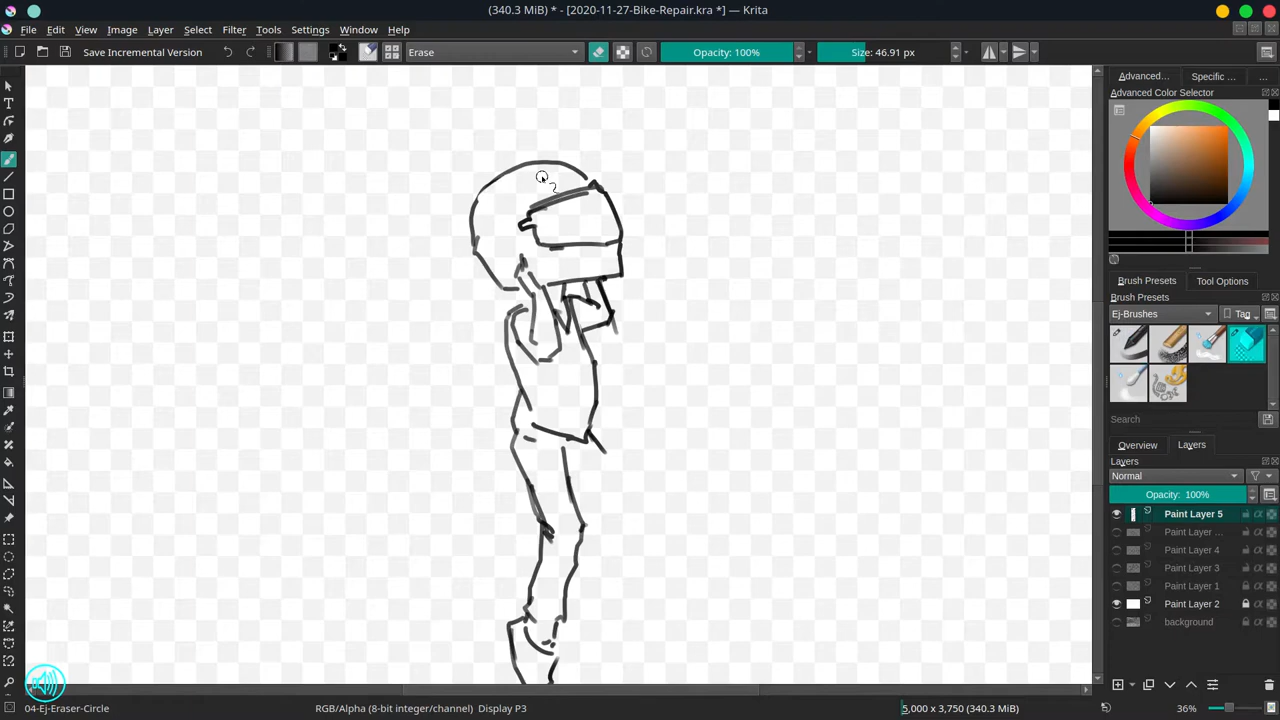 (340.3 MiB) * - [2020-11-27-Bike-Repair.kra *] — Krita
File Edit View Image Layer Select Filter Tools Settings Window Help
Save Incremental Version Erase Opacity: 100% Size: 46.91 px
Advanced... Specific ... ...
Advanced Color Selector
Brush Presets Tool Options
Brush Presets
Ej-Brushes Tag
Search
Overview Layers
Layers
Normal
Opacity: 100%
Paint Layer 5
Paint Layer ...
Paint Layer 4
Paint Layer 3
Paint Layer 1
Paint Layer 2
background
04-Ej-Eraser-Circle RGB/Alpha (8-bit integer/channel) Display P3 5,000 x 3,750 (340.3 MiB) 36%